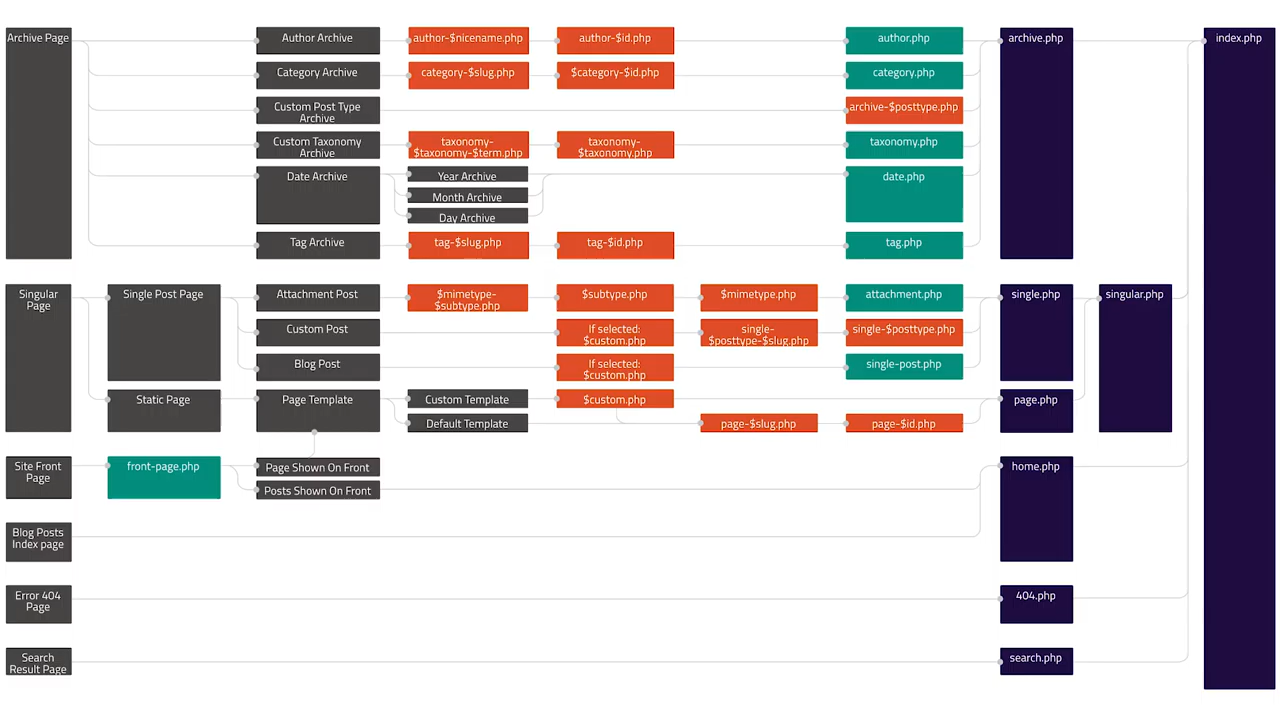 Archive Page
Author Archive
author-$nicename.php
author-$id.php
author.php
archive.php
index.php
Category Archive
category-$slug.php
$category-$id.php
category.php
Custom Post Type
Archive
archive-$posttype.php
Custom Taxonomy
Archive
taxonomy-
$taxonomy-$term.php
taxonomy-
$taxonomy.php
taxonomy.php
Date Archive
Year Archive
Month Archive
Day Archive
date.php
Tag Archive
tag-$slug.php
tag-$id.php
tag.php
Singular
Page
Single Post Page
Attachment Post
$mimetype-
$subtype.php
$subtype.php
$mimetype.php
attachment.php
single.php
singular.php
Custom Post
If selected:
$custom.php
single-
$posttype-$slug.php
single-$posttype.php
Blog Post
If selected:
$custom.php
single-post.php
Static Page
Page Template
Custom Template
$custom.php
page.php
Default Template
page-$slug.php
page-$id.php
Site Front
Page
front-page.php
Page Shown On Front
Posts Shown On Front
home.php
Blog Posts
Index page
Error 404
Page
404.php
Search
Result Page
search.php